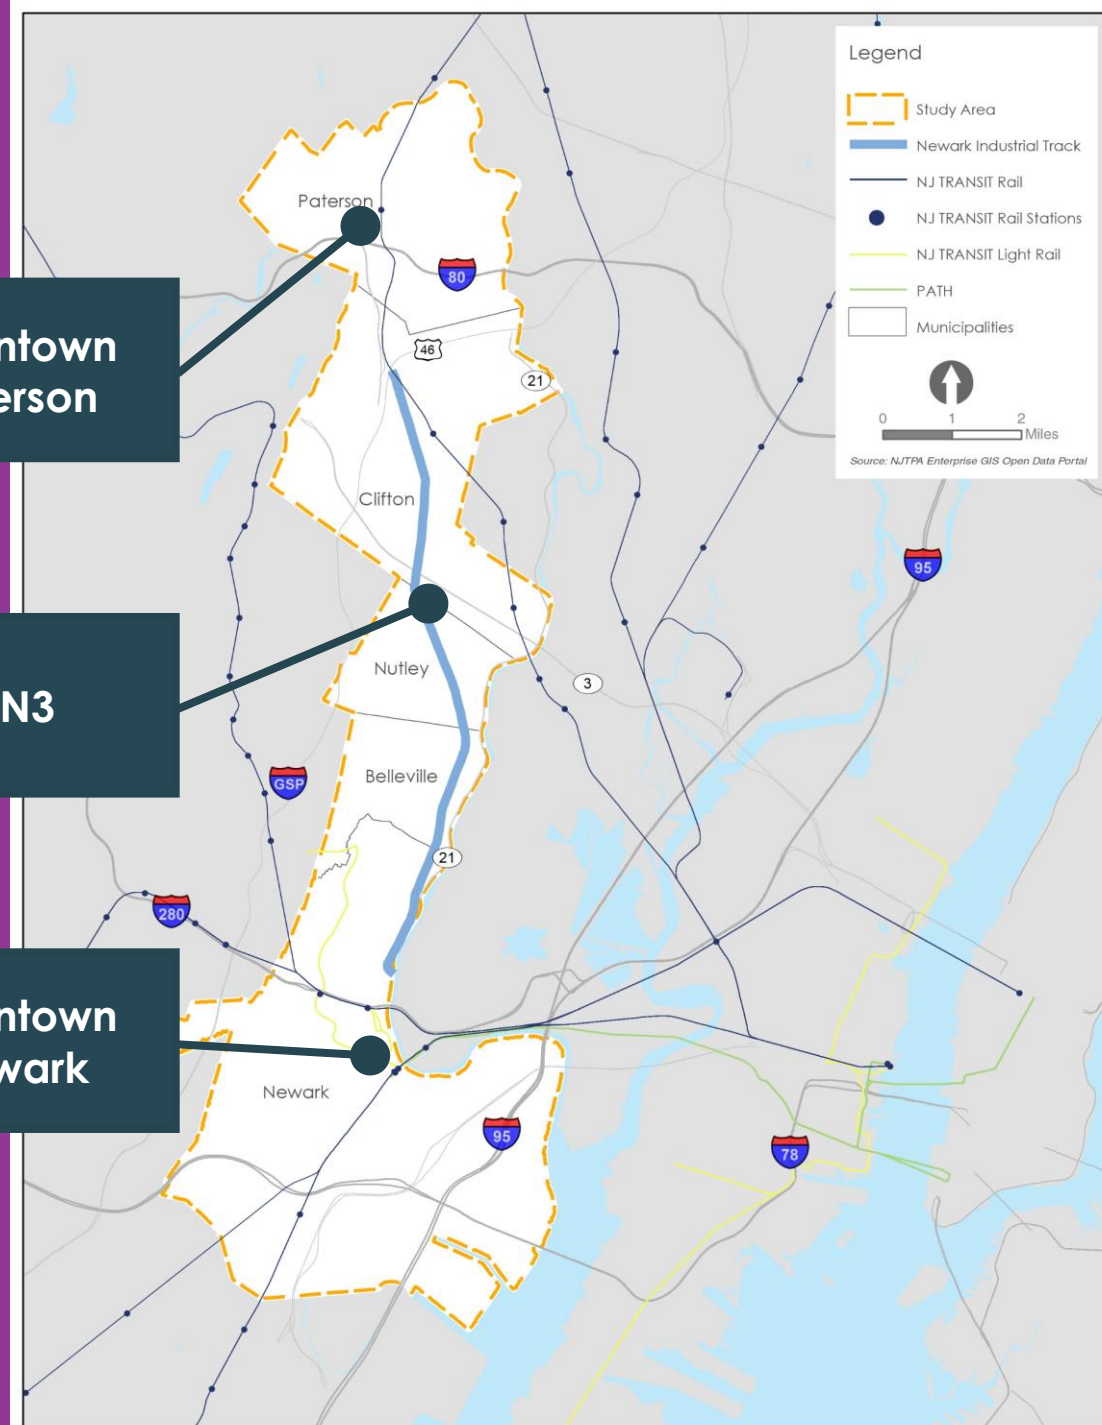 Legend
Study Area
Newark Industrial Track
NJ TRANSIT Rail
NJ TRANSIT Rail Stations
NJ TRANSIT Light Rail
PATH
Municipalities
0 1 2
Miles
Source: NJTPA Enterprise GIS Open Data Portal
Paterson
80
ntown
erson
46
21
Clifton
95
N3
Nutley
3
Belleville
GSP
21
280
ntown
wark
Newark
95
78